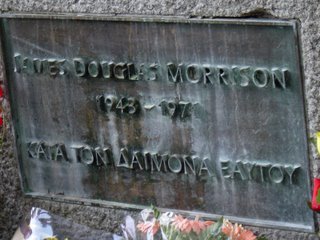 JAMES DOUGLAS MORRISON
1943 - 1971
ΚΑΤΑ ΤΟΝ ΔΑΙΜΟΝΑ ΕΑΥΤΟΥ